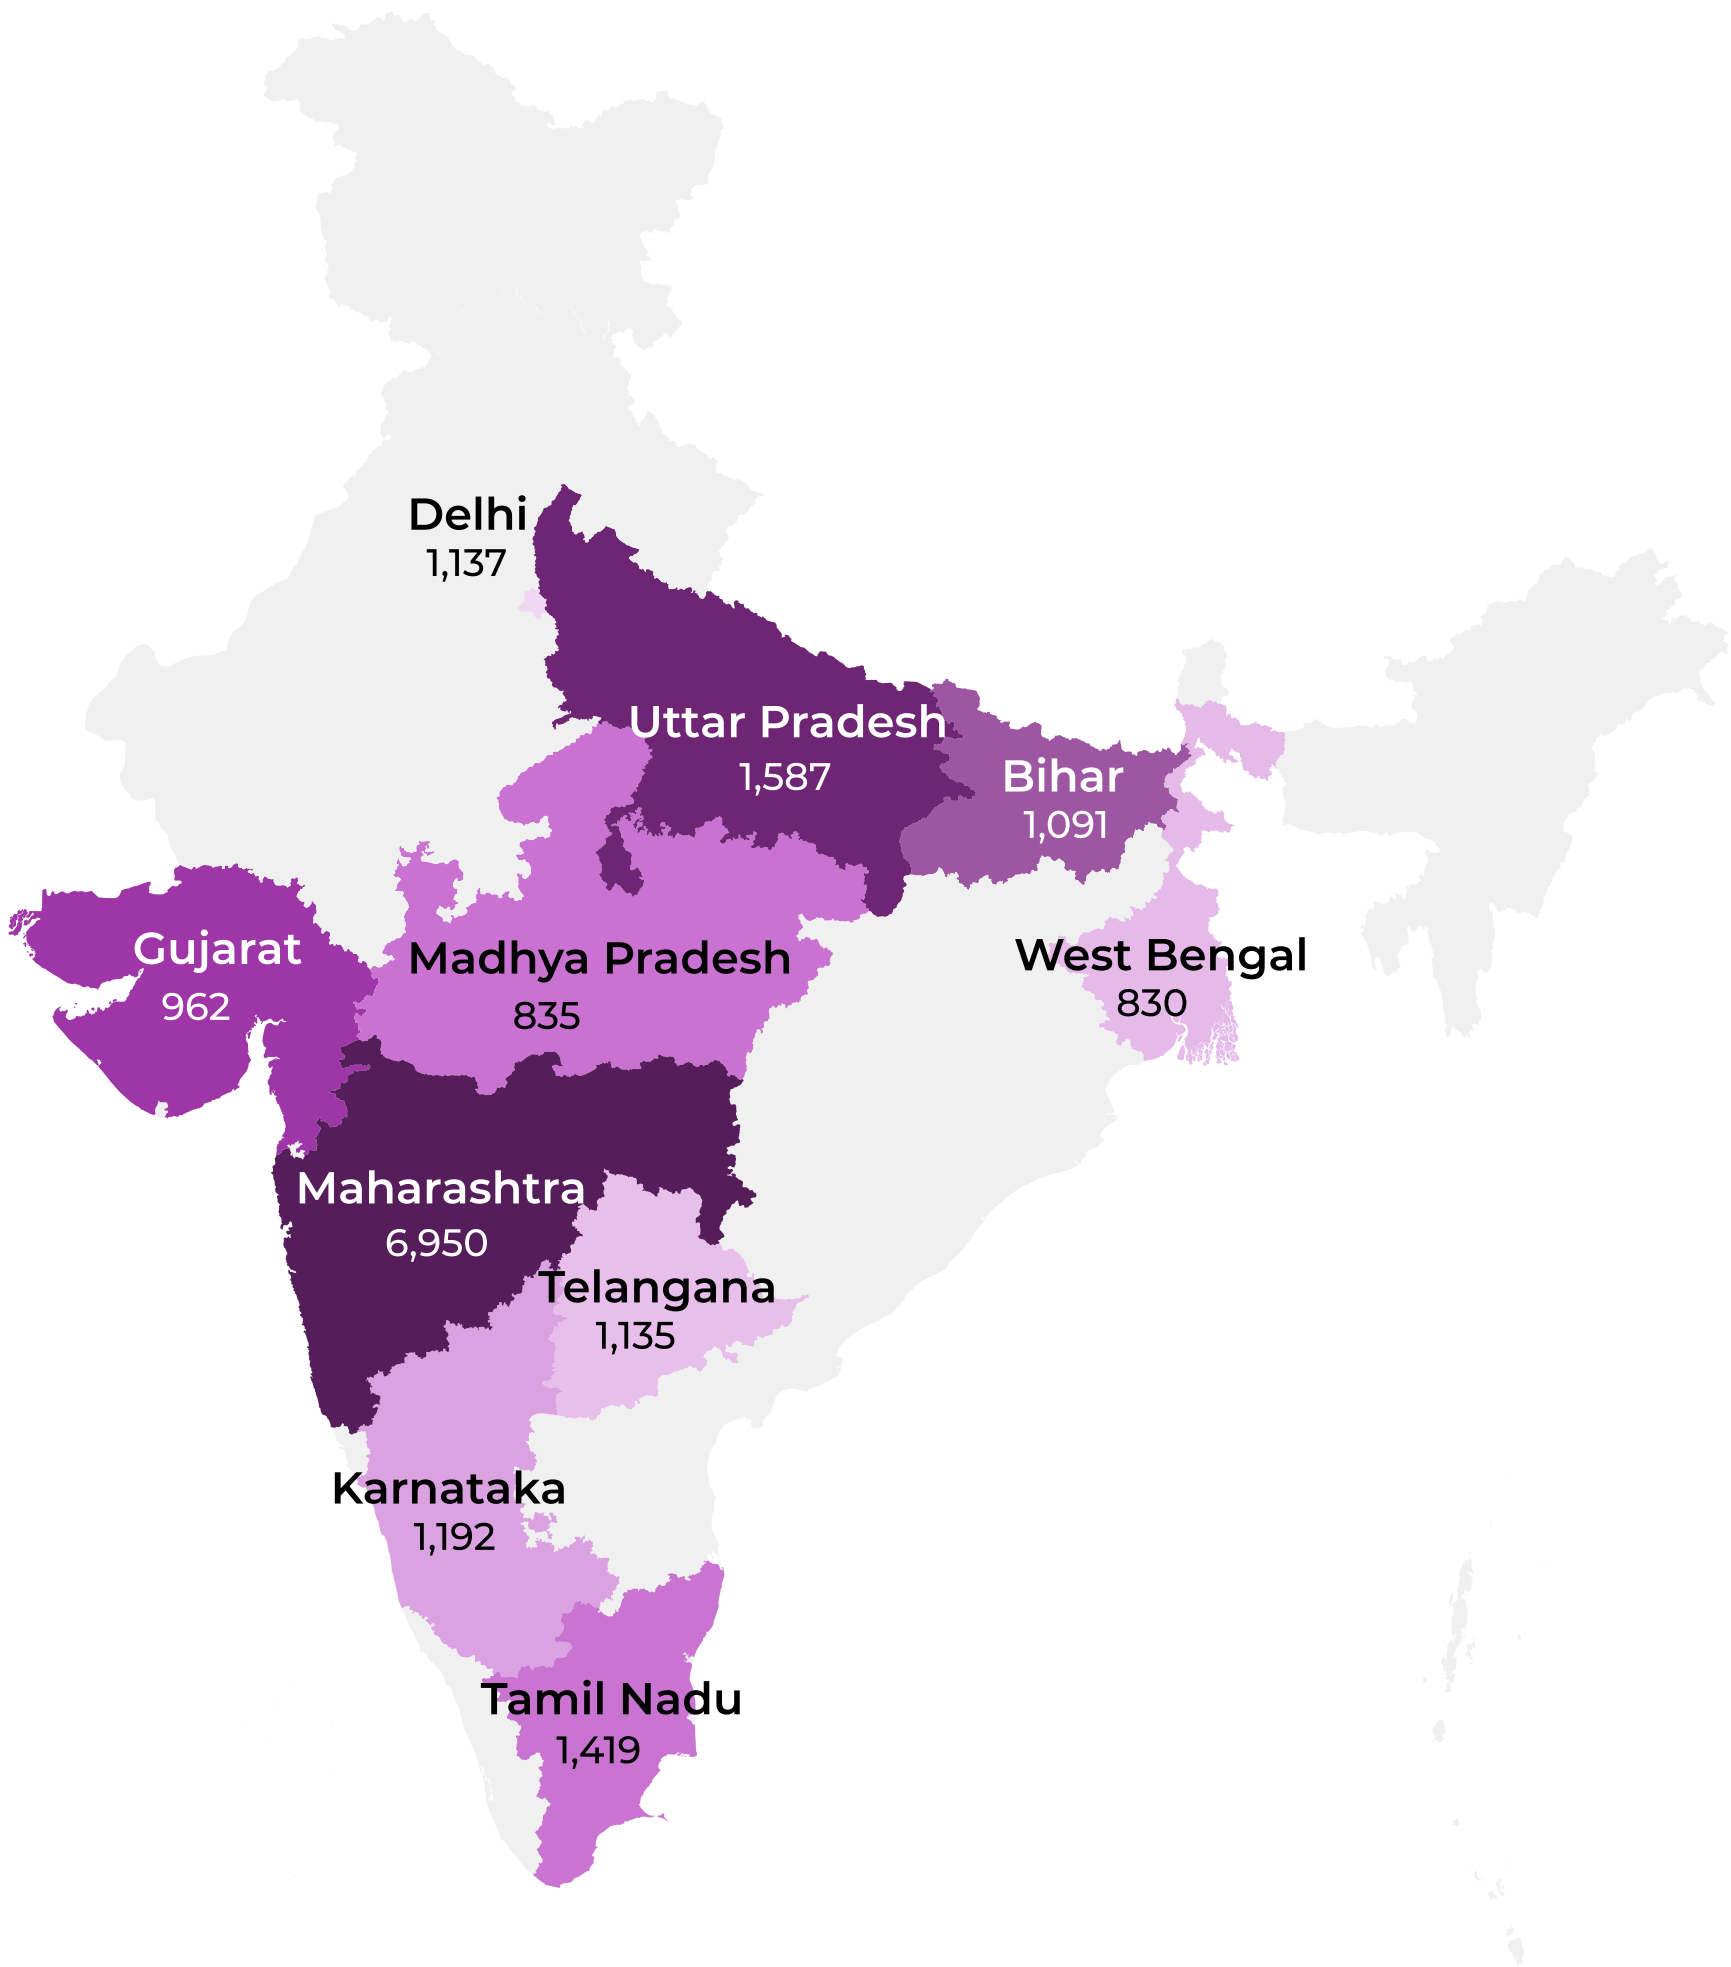 Delhi
1,137
Uttar Pradesh
1,587
Bihar
1,091
Gujarat
962
Madhya Pradesh
835
West Bengal
830
Maharashtra
6,950
Telangana
1,135
Karnataka
1,192
Tamil Nadu
1,419